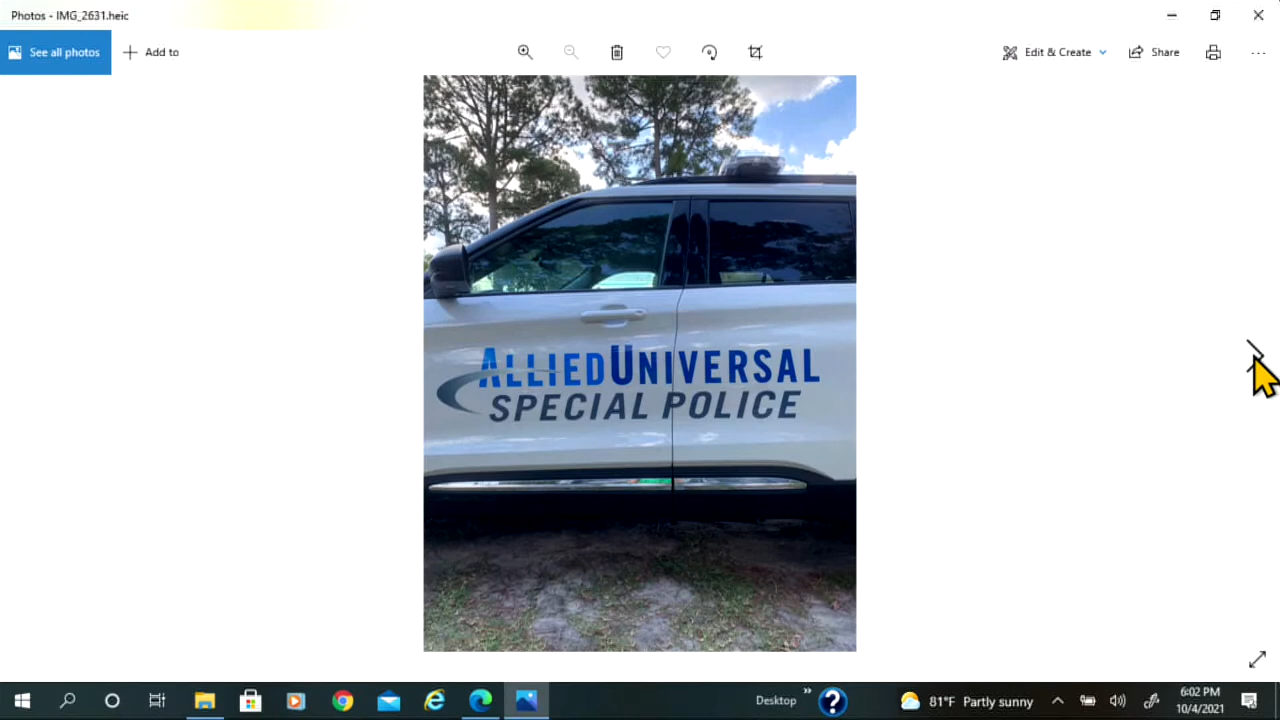 Photos - IMG_2631.heic
See all photos
Add to
Edit & Create
Share
ALLIEDUNIVERSAL
SPECIAL POLICE
Desktop
81°F Partly sunny
6:02 PM
10/4/2021